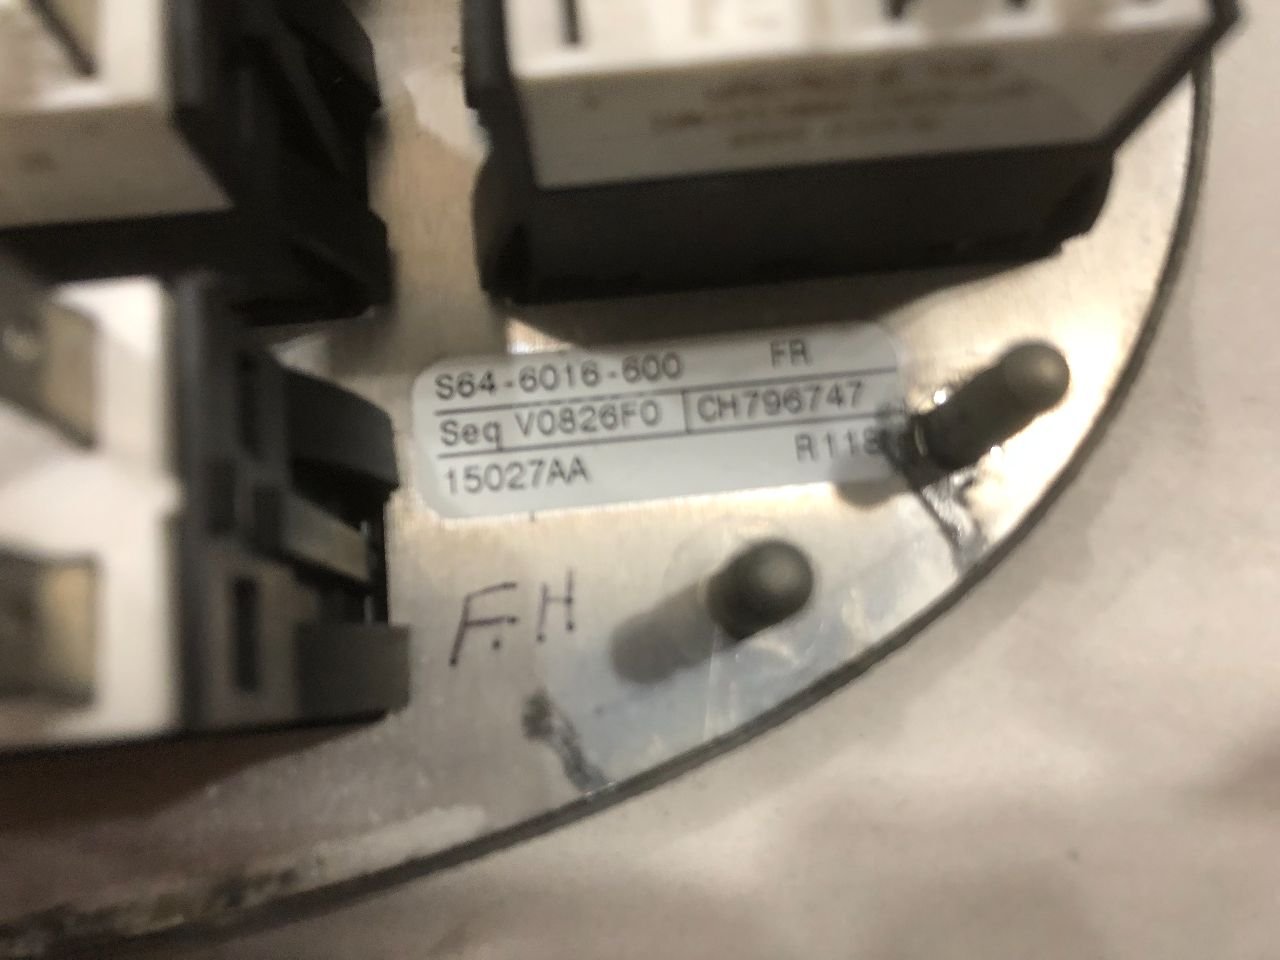 S64-6016-600 FR
Seq V0826F0 CH796747
R118
15027AA
F.H